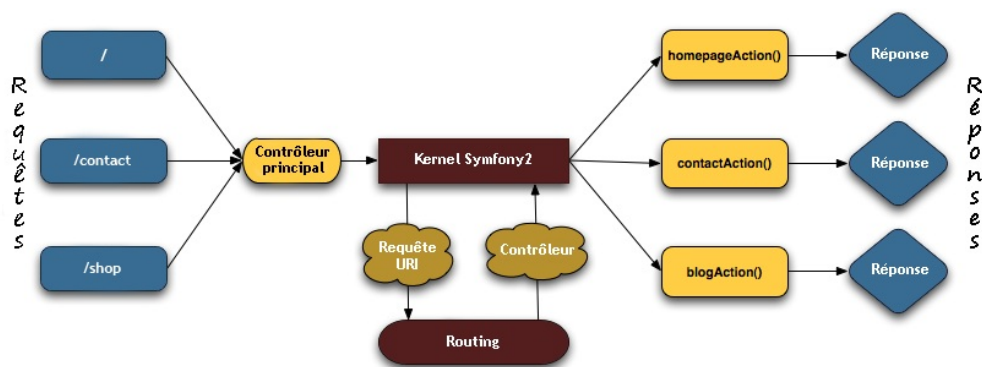 Requêtes
/
/contact
/shop
Contrôleur
principal
Kernel Symfony2
Requête
URI
Contrôleur
Routing
homepageAction()
contactAction()
blogAction()
Réponse
Réponse
Réponse
Réponses